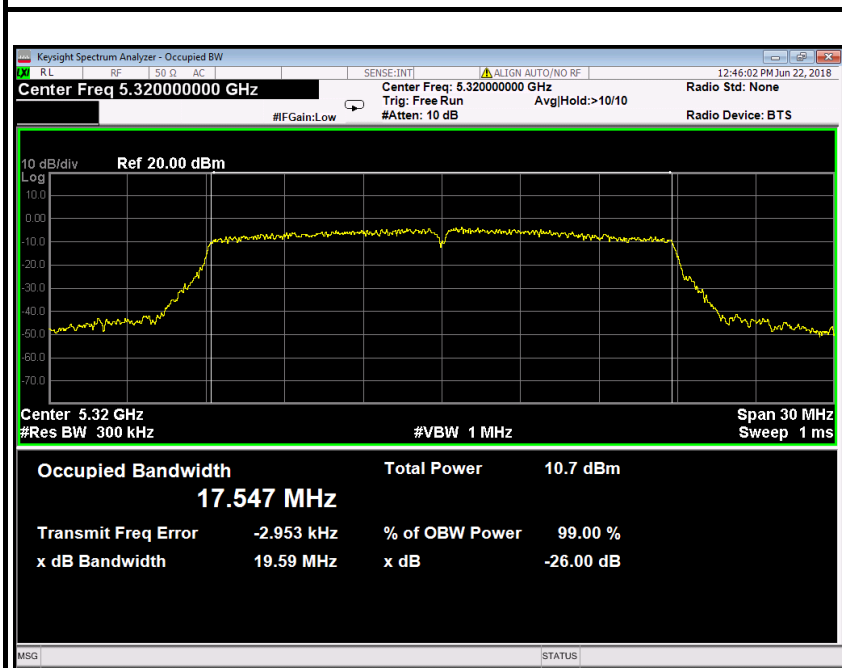 Keysight Spectrum Analyzer - Occupied BW
LXI RL RF 50 Ω AC SENSE:INT ALIGN AUTO/NO RF 12:46:02 PM Jun 22, 2018
Center Freq 5.320000000 GHz Center Freq: 5.320000000 GHz Radio Std: None
Trig: Free Run Avg|Hold:>10/10
#IFGain:Low #Atten: 10 dB Radio Device: BTS
10 dB/div Ref 20.00 dBm
Log
10.0
0.00
-10.0
-20.0
-30.0
-40.0
-50.0
-60.0
-70.0
Center 5.32 GHz Span 30 MHz
#Res BW 300 kHz #VBW 1 MHz Sweep 1 ms
Occupied Bandwidth Total Power 10.7 dBm
17.547 MHz
Transmit Freq Error -2.953 kHz % of OBW Power 99.00 %
x dB Bandwidth 19.59 MHz x dB -26.00 dB
MSG STATUS